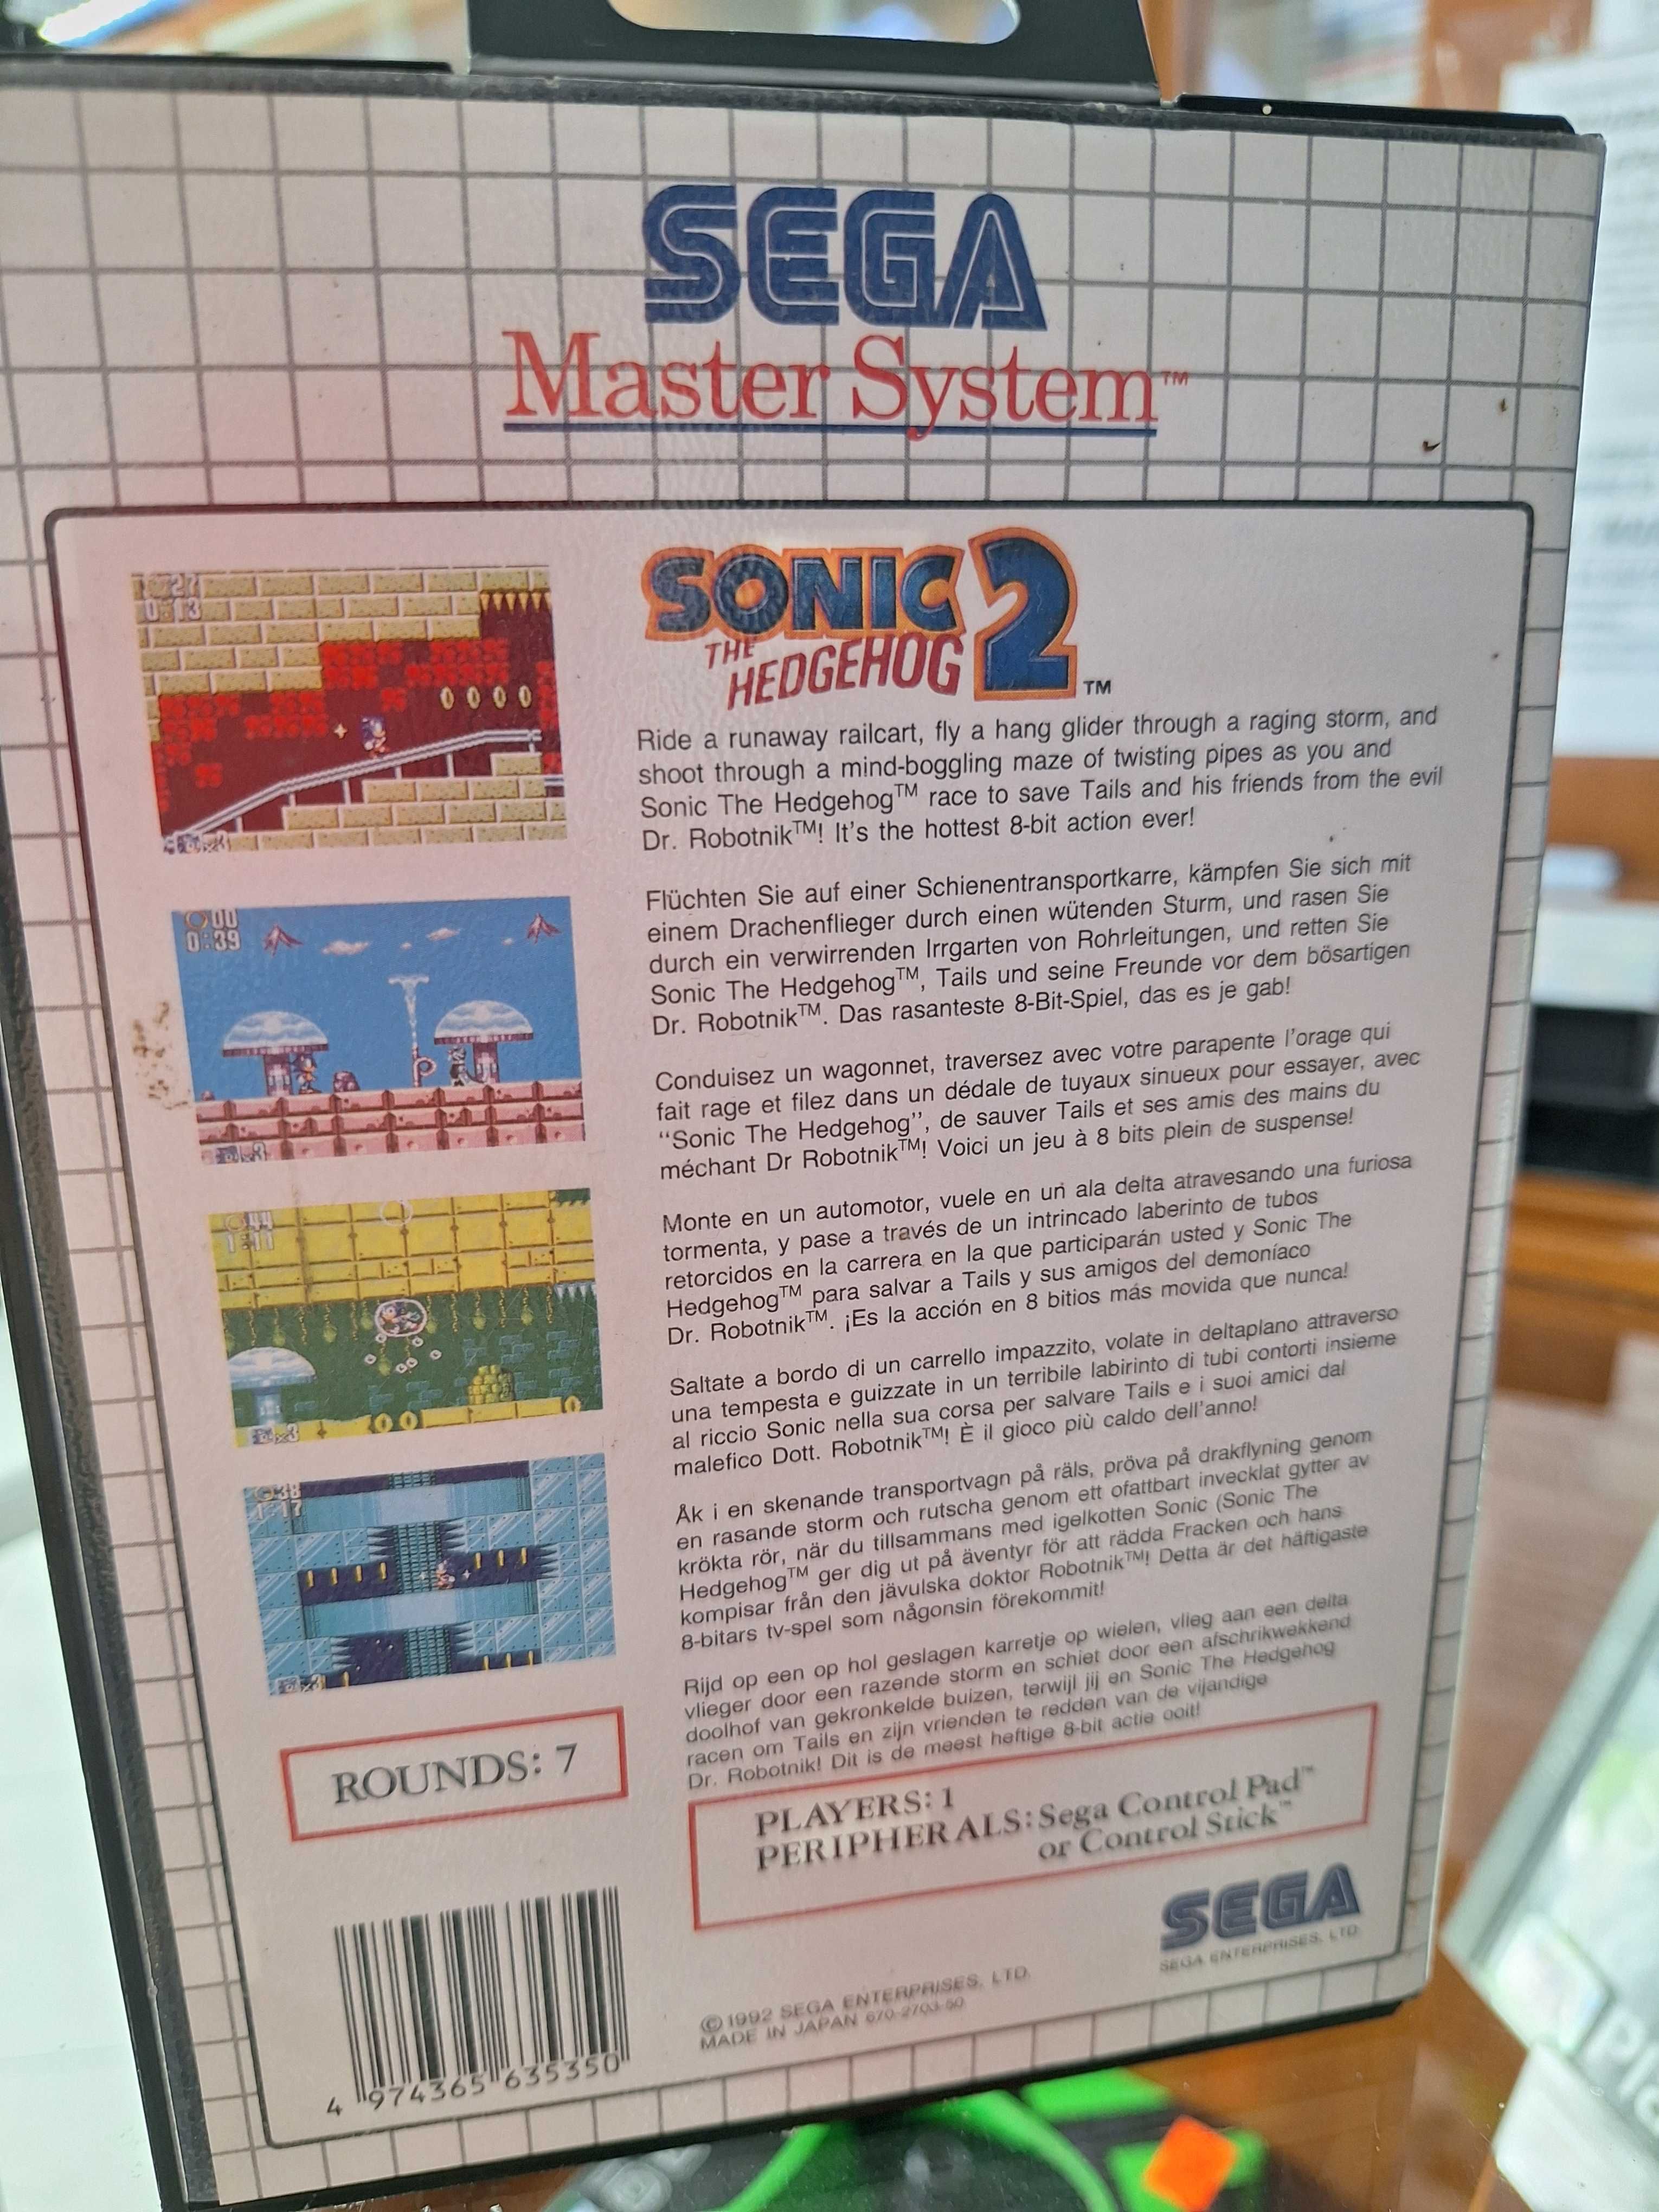 SEGA
Master System™
SONIC
THE
HEDGEHOG
2™
27
0:13
x3
Ride a runaway railcart, fly a hang glider through a raging storm, and
shoot through a mind-boggling maze of twisting pipes as you and
Sonic The Hedgehog™ race to save Tails and his friends from the evil
Dr. Robotnik™! It's the hottest 8-bit action ever!
00
0:39
x3
Flüchten Sie auf einer Schienentransportkarre, kämpfen Sie sich mit
einem Drachenflieger durch einen wütenden Sturm, und rasen Sie
durch ein verwirrenden Irrgarten von Rohrleitungen, und retten Sie
Sonic The Hedgehog™, Tails und seine Freunde vor dem bösartigen
Dr. Robotnik™. Das rasanteste 8-Bit-Spiel, das es je gab!
Conduisez un wagonnet, traversez avec votre parapente l'orage qui
fait rage et filez dans un dédale de tuyaux sinueux pour essayer, avec
“Sonic The Hedgehog”, de sauver Tails et ses amis des mains du
méchant Dr Robotnik™! Voici un jeu à 8 bits plein de suspense!
44
1:11
x3
Monte en un automotor, vuele en un ala delta atravesando una furiosa
tormenta, y pase a través de un intrincado laberinto de tubos
retorcidos en la carrera en la que participarán usted y Sonic The
Hedgehog™ para salvar a Tails y sus amigos del demoníaco
Dr. Robotnik™. ¡Es la acción en 8 bitios más movida que nunca!
Saltate a bordo di un carrello impazzito, volate in deltaplano attraverso
una tempesta e guizzate in un terribile labirinto di tubi contorti insieme
al riccio Sonic nella sua corsa per salvare Tails e i suoi amici dal
malefico Dott. Robotnik™! È il gioco più caldo dell'anno!
38
1:17
x3
Åk i en skenande transportvagn på räls, pröva på drakflyning genom
en rasande storm och rutscha genom ett ofattbart invecklat gytter av
krökta rör, när du tillsammans med igelkotten Sonic (Sonic The
Hedgehog™ ger dig ut på äventyr för att rädda Fracken och hans
kompisar från den jävulska doktor Robotnik™! Detta är det häftigaste
8-bitars tv-spel som någonsin förekommit!
Rijd op een op hol geslagen karretje op wielen, vlieg aan een delta
vlieger door een razende storm en schiet door een afschrikwekkend
doolhof van gekronkelde buizen, terwijl jij en Sonic The Hedgehog
racen om Tails en zijn vrienden te redden van de vijandige
Dr. Robotnik! Dit is de meest heftige 8-bit actie ooit!
ROUNDS: 7
PLAYERS: 1
PERIPHERALS: Sega Control Pad™
or Control Stick™
SEGA
SEGA ENTERPRISES, LTD.
©1992 SEGA ENTERPRISES, LTD.
MADE IN JAPAN 670-2703-50
4 974365 635350